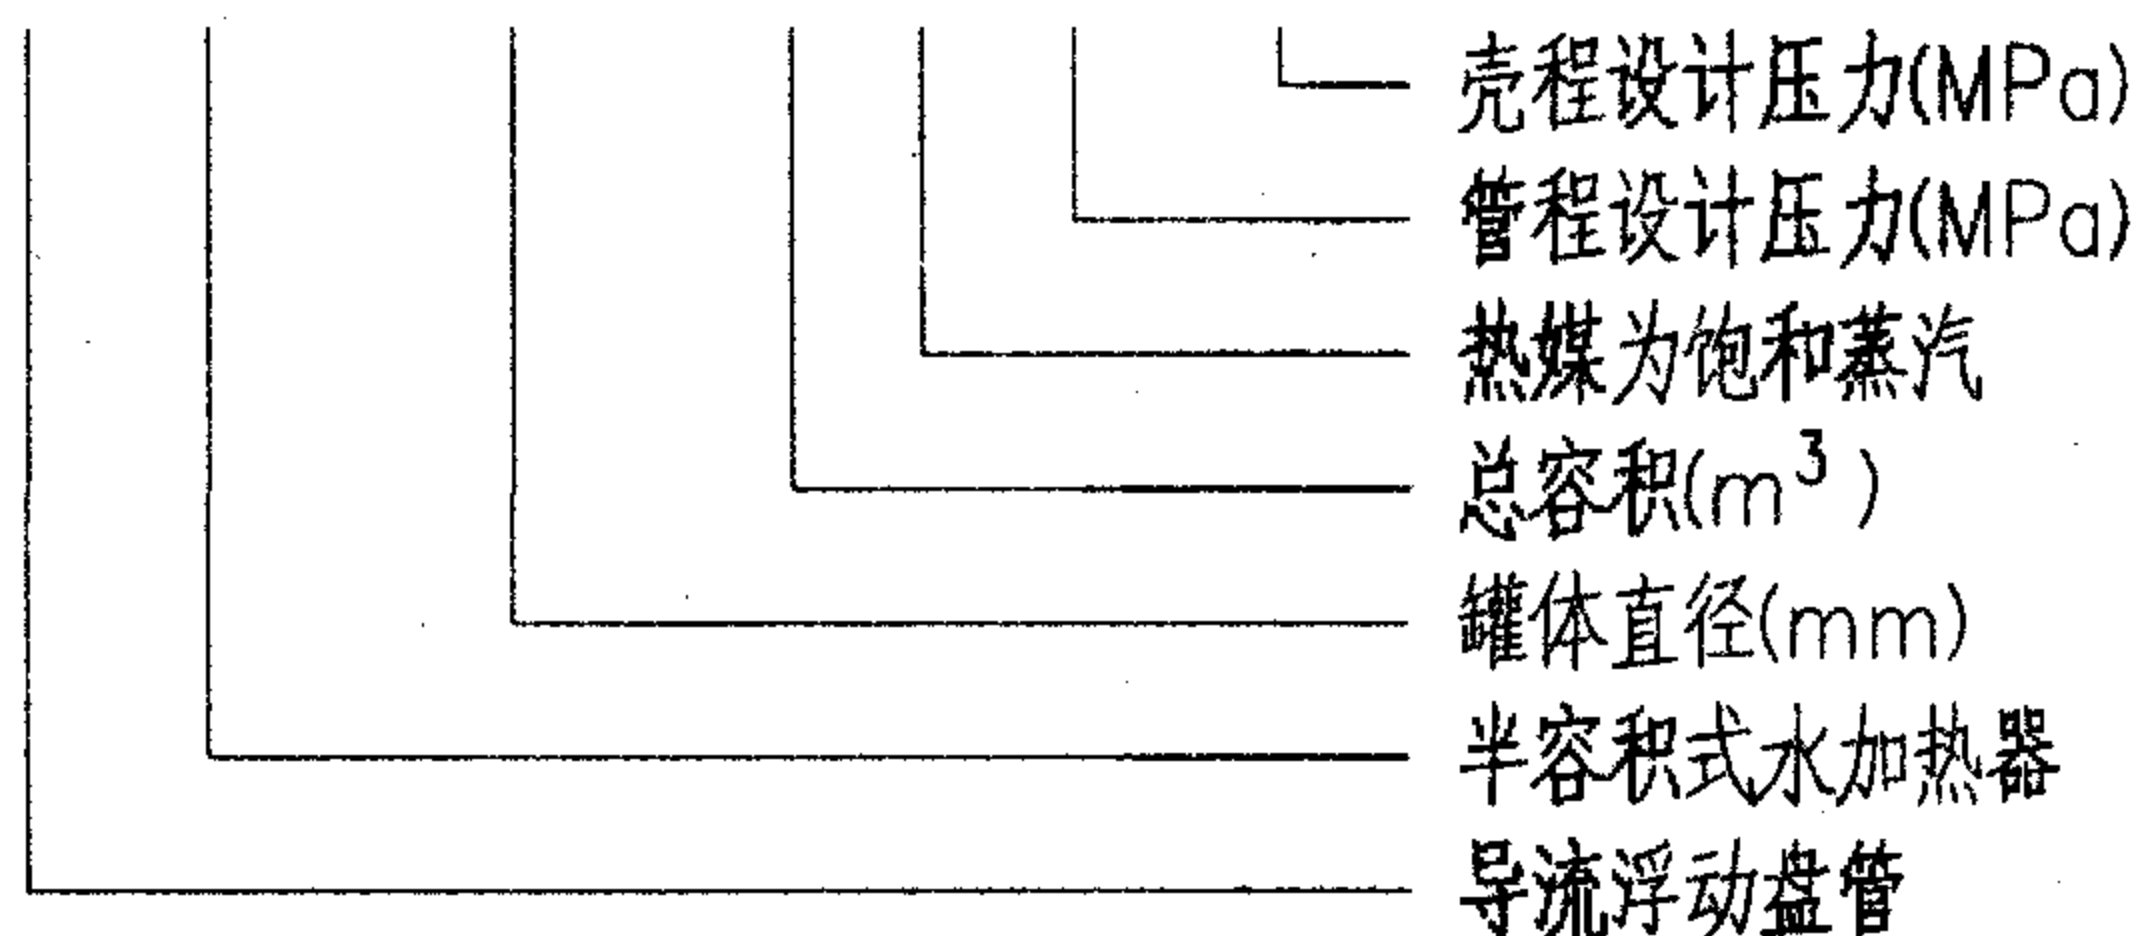 壳程设计压力(MPa)
管程设计压力(MPa)
热媒为饱和蒸汽
总容积(m³)
罐体直径(mm)
半容积式水加热器
导流浮动盘管